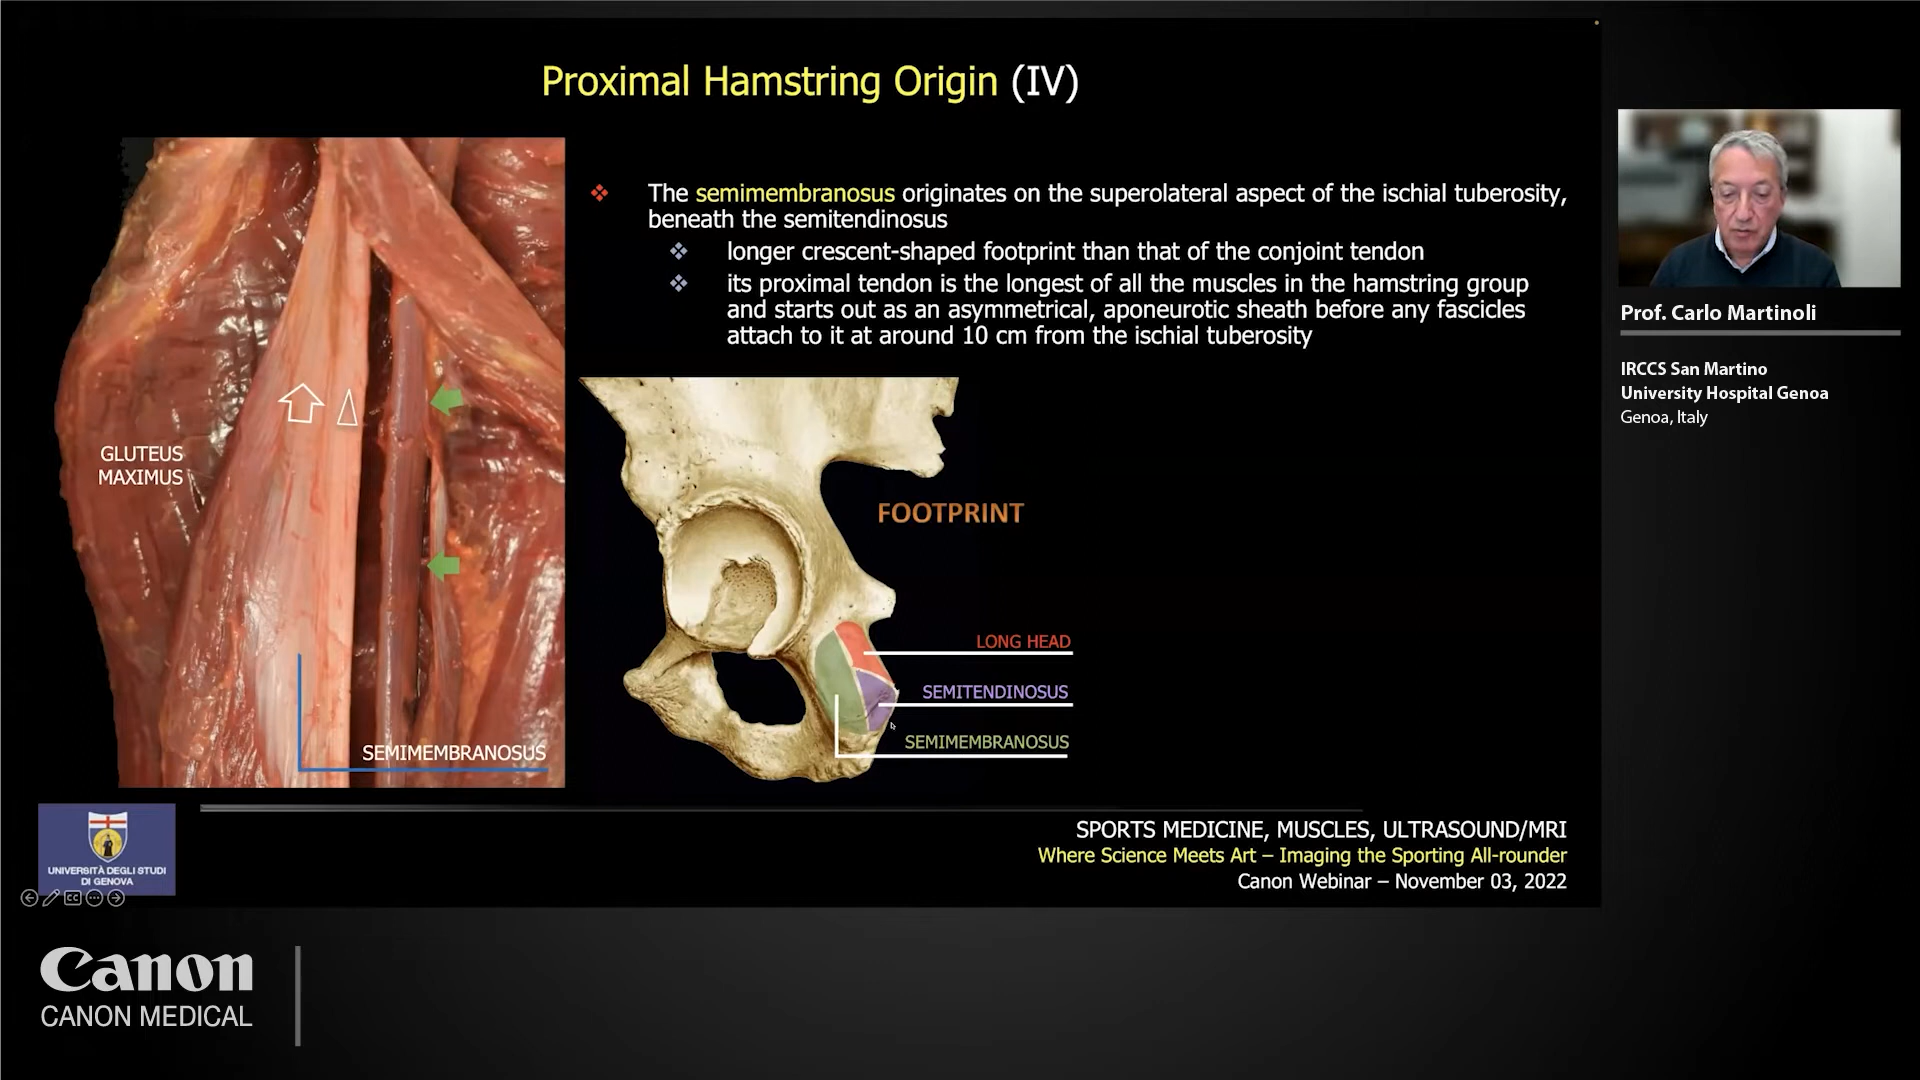 Proximal Hamstring Origin (IV)
The semimembranosus originates on the superolateral aspect of the ischial tuberosity,
beneath the semitendinosus
longer crescent-shaped footprint than that of the conjoint tendon
its proximal tendon is the longest of all the muscles in the hamstring group
and starts out as an asymmetrical, aponeurotic sheath before any fascicles
attach to it at around 10 cm from the ischial tuberosity
GLUTEUS
MAXIMUS
SEMIMEMBRANOSUS
FOOTPRINT
LONG HEAD
SEMITENDINOSUS
SEMIMEMBRANOSUS
Prof. Carlo Martinoli
IRCCS San Martino
University Hospital Genoa
Genoa, Italy
UNIVERSITÀ DEGLI STUDI
DI GENOVA
CC
SPORTS MEDICINE, MUSCLES, ULTRASOUND/MRI
Where Science Meets Art – Imaging the Sporting All-rounder
Canon Webinar – November 03, 2022
Canon
CANON MEDICAL